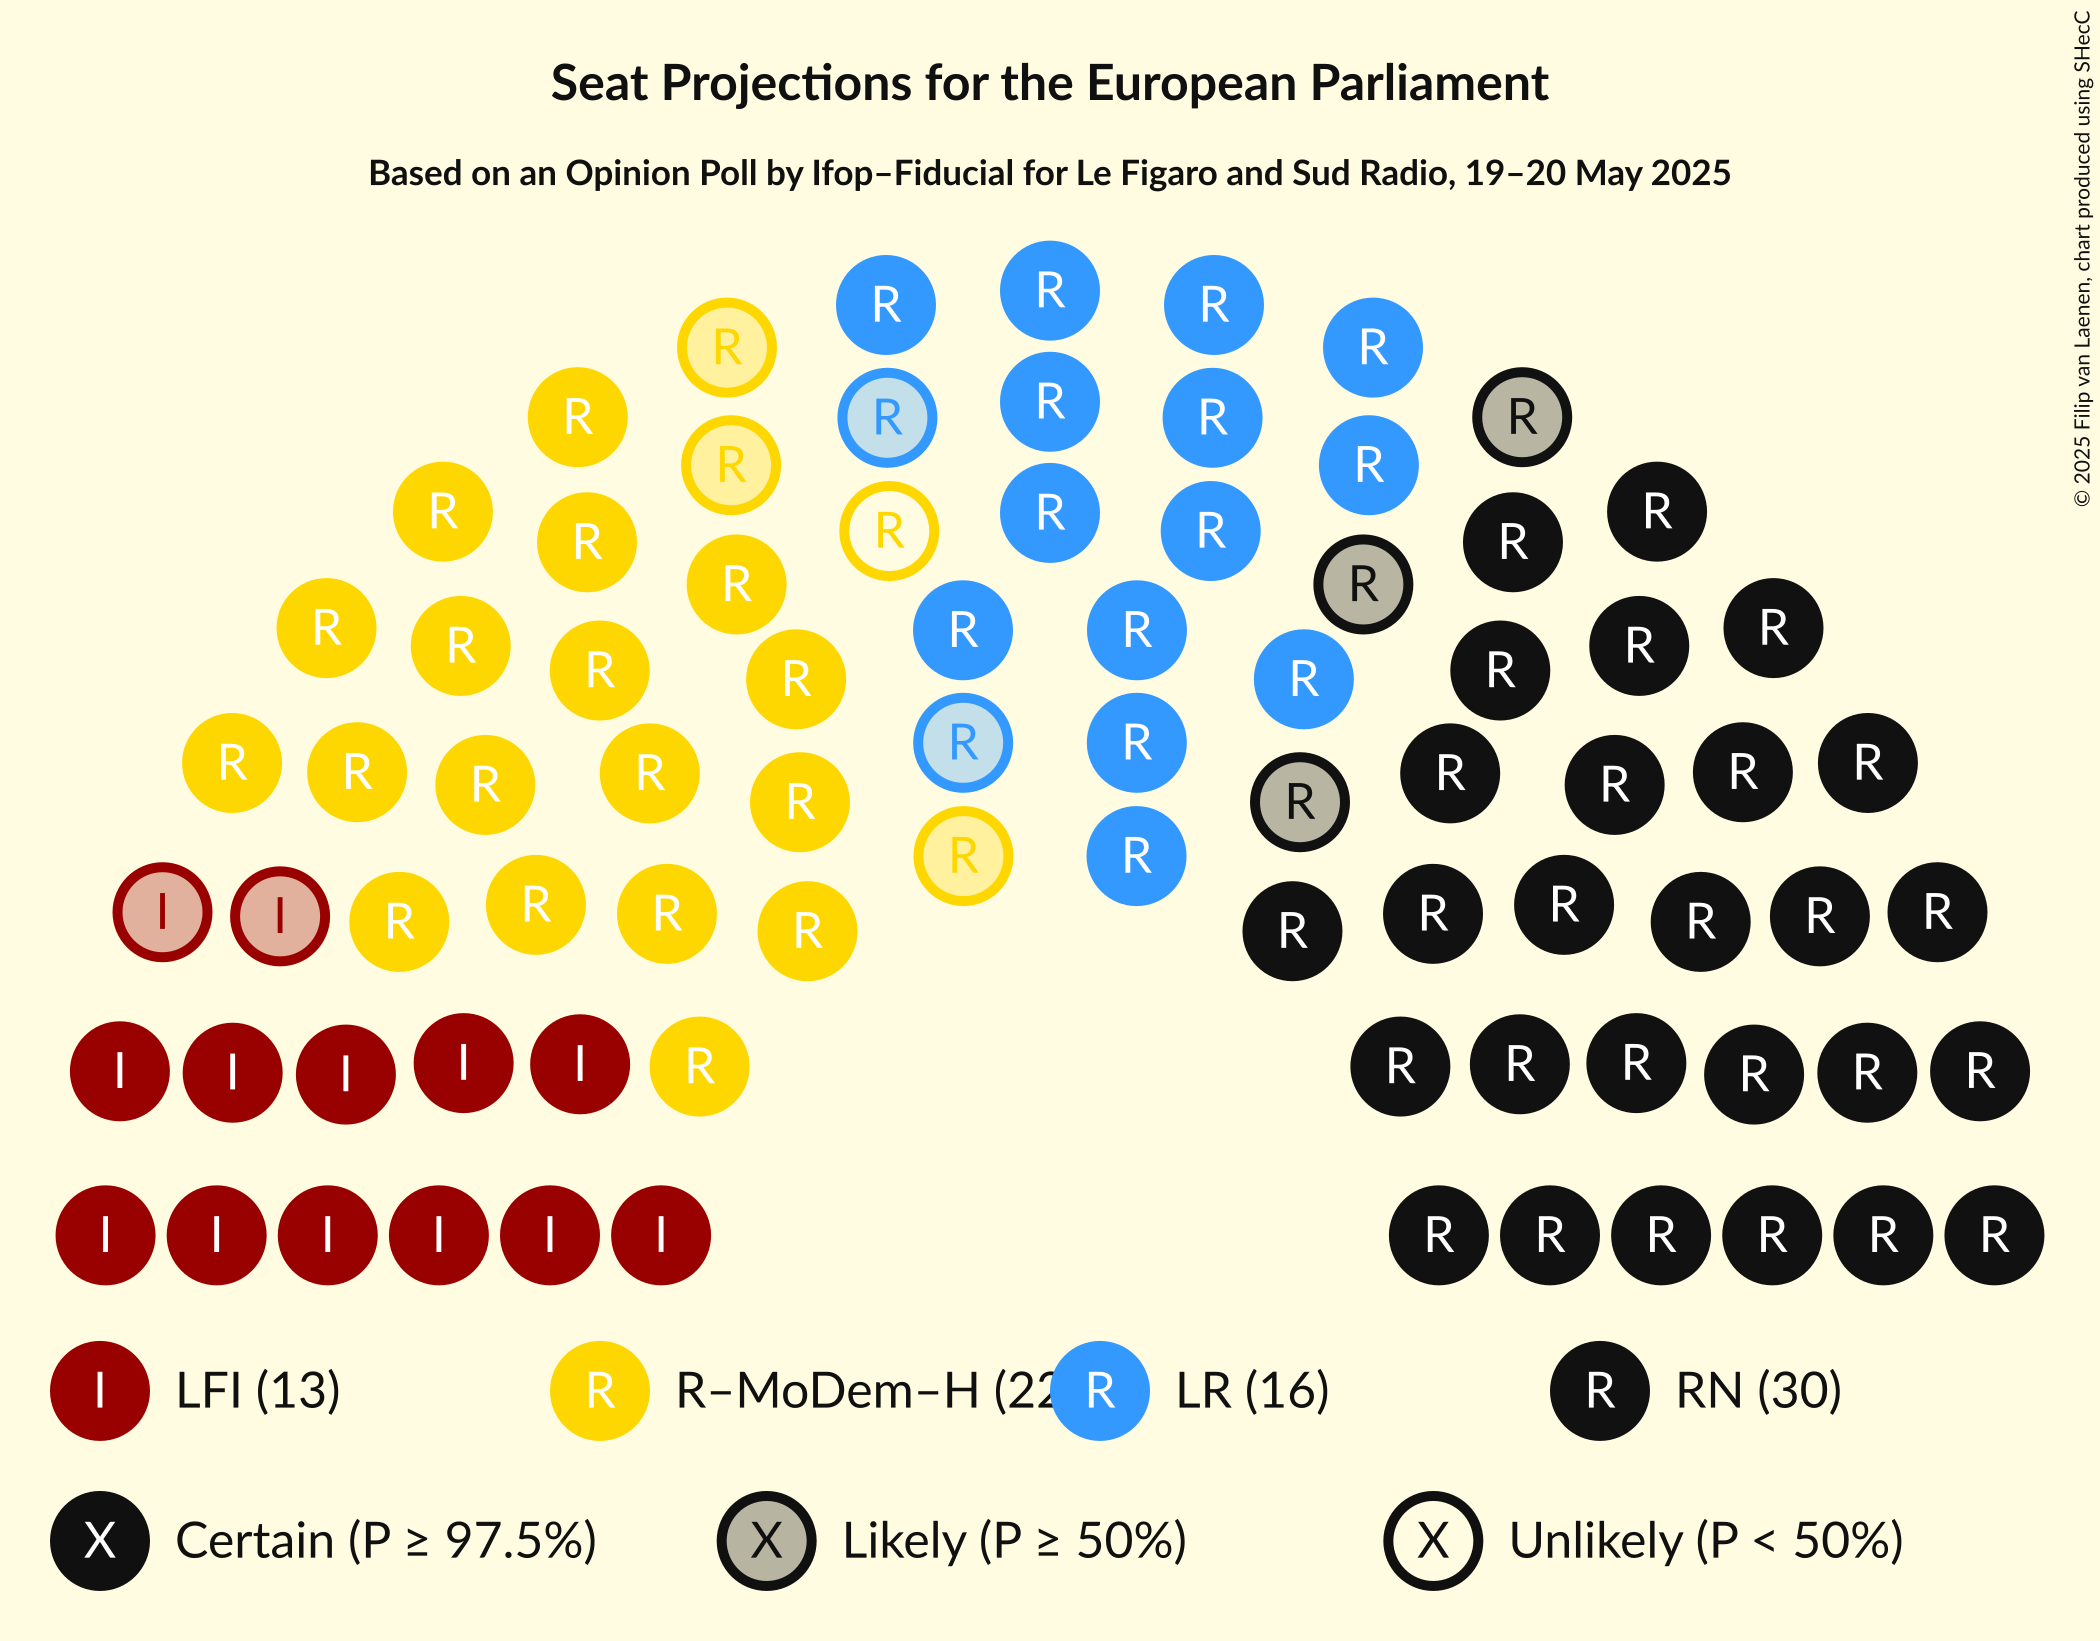 © 2025 Filip van Laenen, chart produced using SHecC
Seat Projections for the European Parliament
Based on an Opinion Poll by Ifop–Fiducial for Le Figaro and Sud Radio, 19–20 May 2025
R R R
R R
R R R R R
R R
R R R R R
R R
R R
R R R R
R R
R R R R
R R
R R R R R R R R
R R
R R
I I R R R R R R R R R R
I I I I I R R R R R R R
I I I I I I R R R R R R
I LFI (13) R R–MoDem–H (22 R LR (16) R RN (30)
X Certain (P ≥ 97.5%) X Likely (P ≥ 50%) X Unlikely (P < 50%)